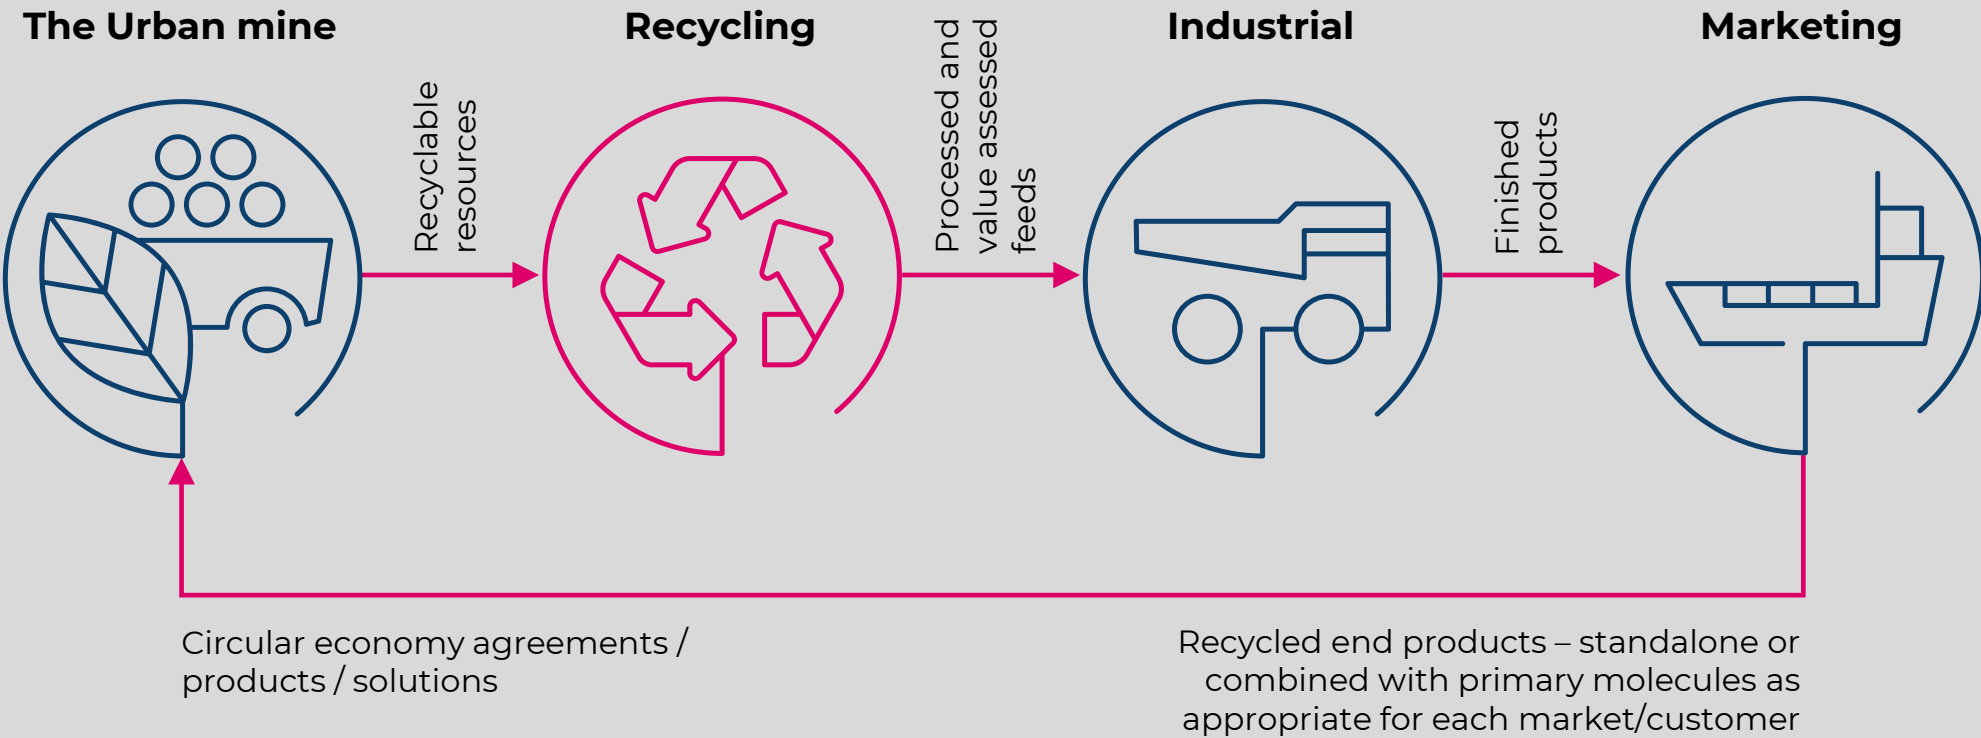 The Urban mine
Recycling
Industrial
Marketing
Recyclable
resources
Processed and
value assessed
feeds
Finished
products
Circular economy agreements /
products / solutions
Recycled end products – standalone or
combined with primary molecules as
appropriate for each market/customer